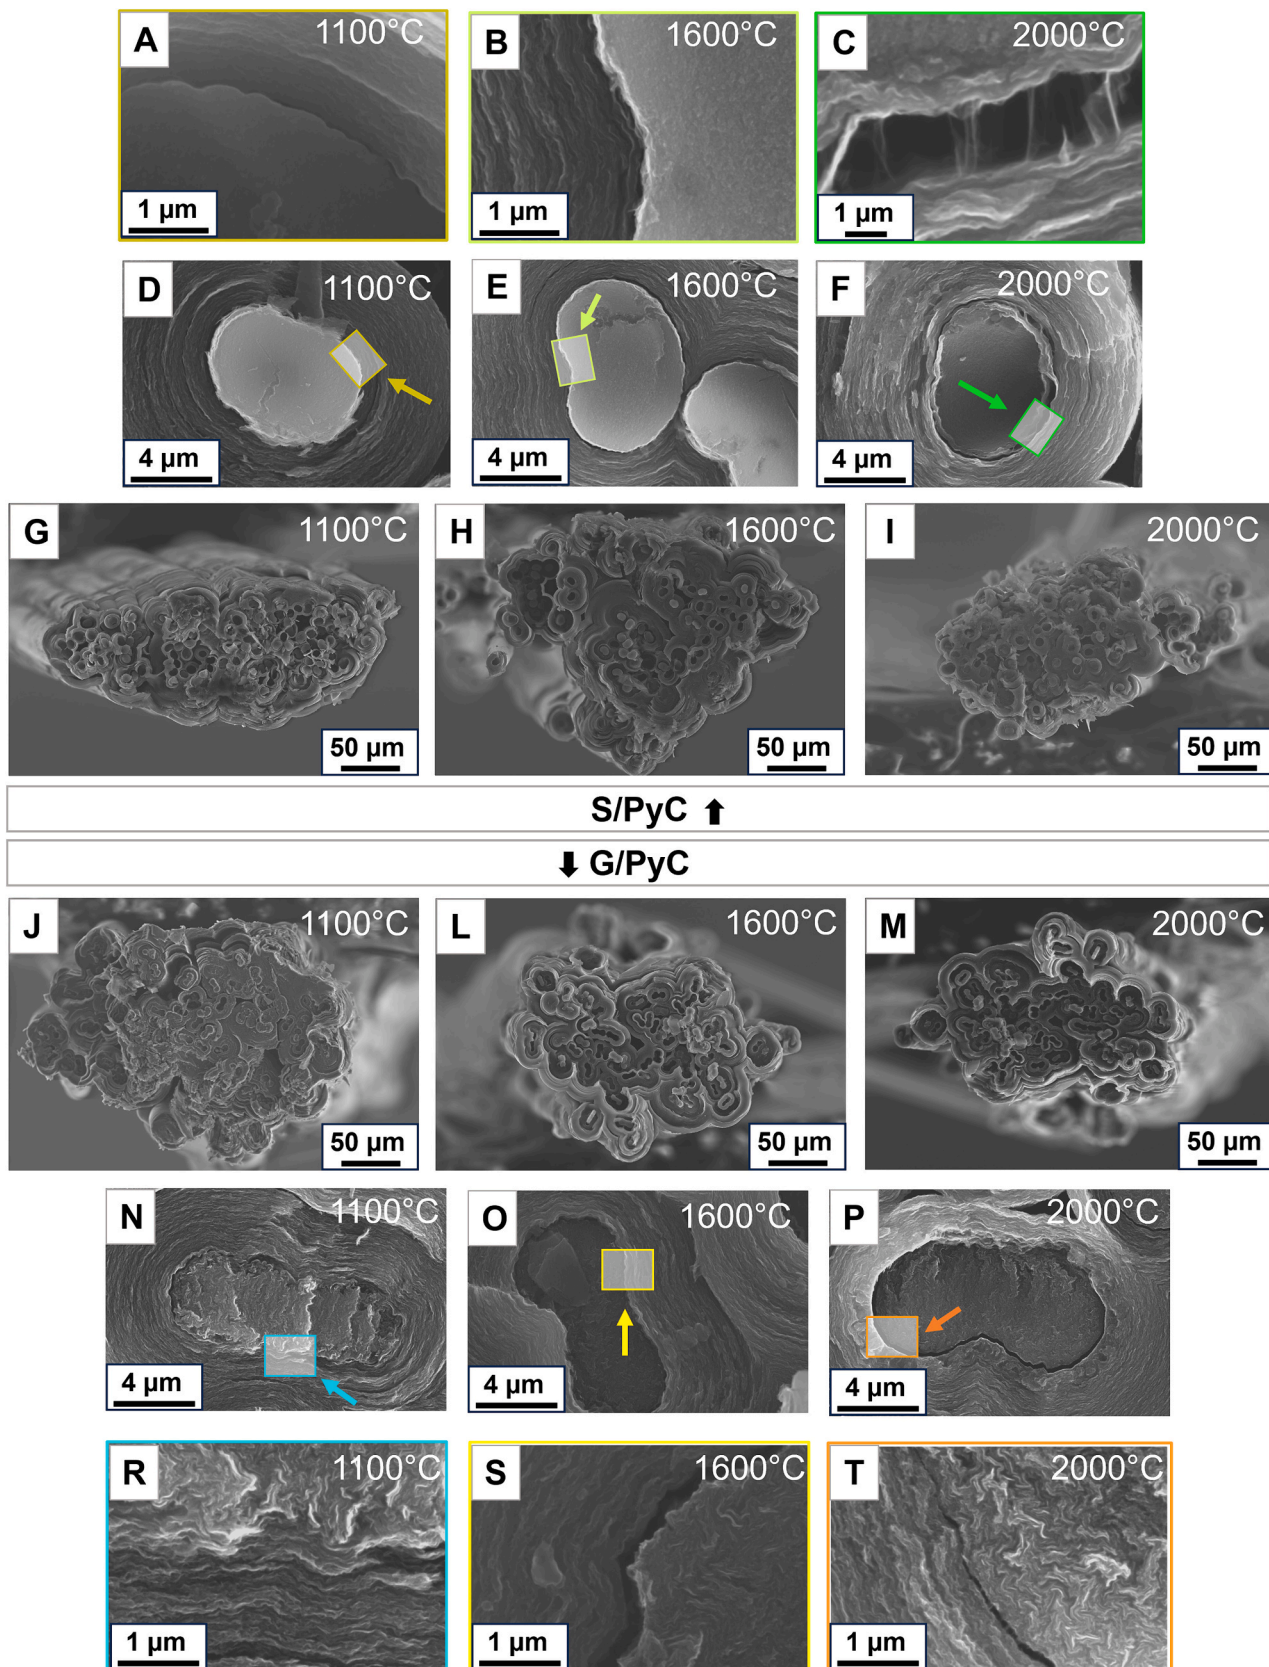 A 1100°C
B 1600°C
C 2000°C
1 µm
1 µm
1 µm
D 1100°C
E 1600°C
F 2000°C
4 µm
4 µm
4 µm
G 1100°C
H 1600°C
I 2000°C
50 µm
50 µm
50 µm
S/PyC ⬆
⬇ G/PyC
J 1100°C
L 1600°C
M 2000°C
50 µm
50 µm
50 µm
N 1100°C
O 1600°C
P 2000°C
4 µm
4 µm
4 µm
R 1100°C
S 1600°C
T 2000°C
1 µm
1 µm
1 µm